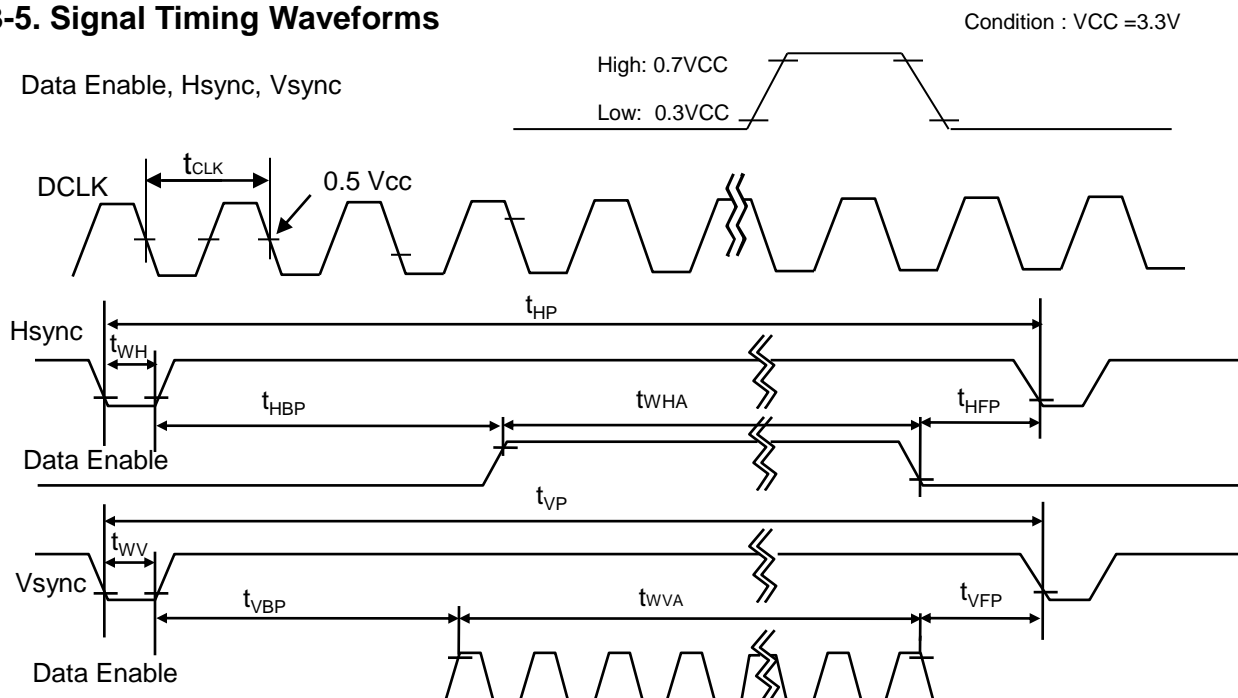 3-5. Signal Timing Waveforms
Condition : VCC =3.3V
Data Enable, Hsync, Vsync
High: 0.7VCC
Low: 0.3VCC
DCLK
tCLK
0.5 Vcc
tHP
Hsync
tWH
tHBP
tWHA
tHFP
Data Enable
tVP
tWV
Vsync
tVBP
tWVA
tVFP
Data Enable